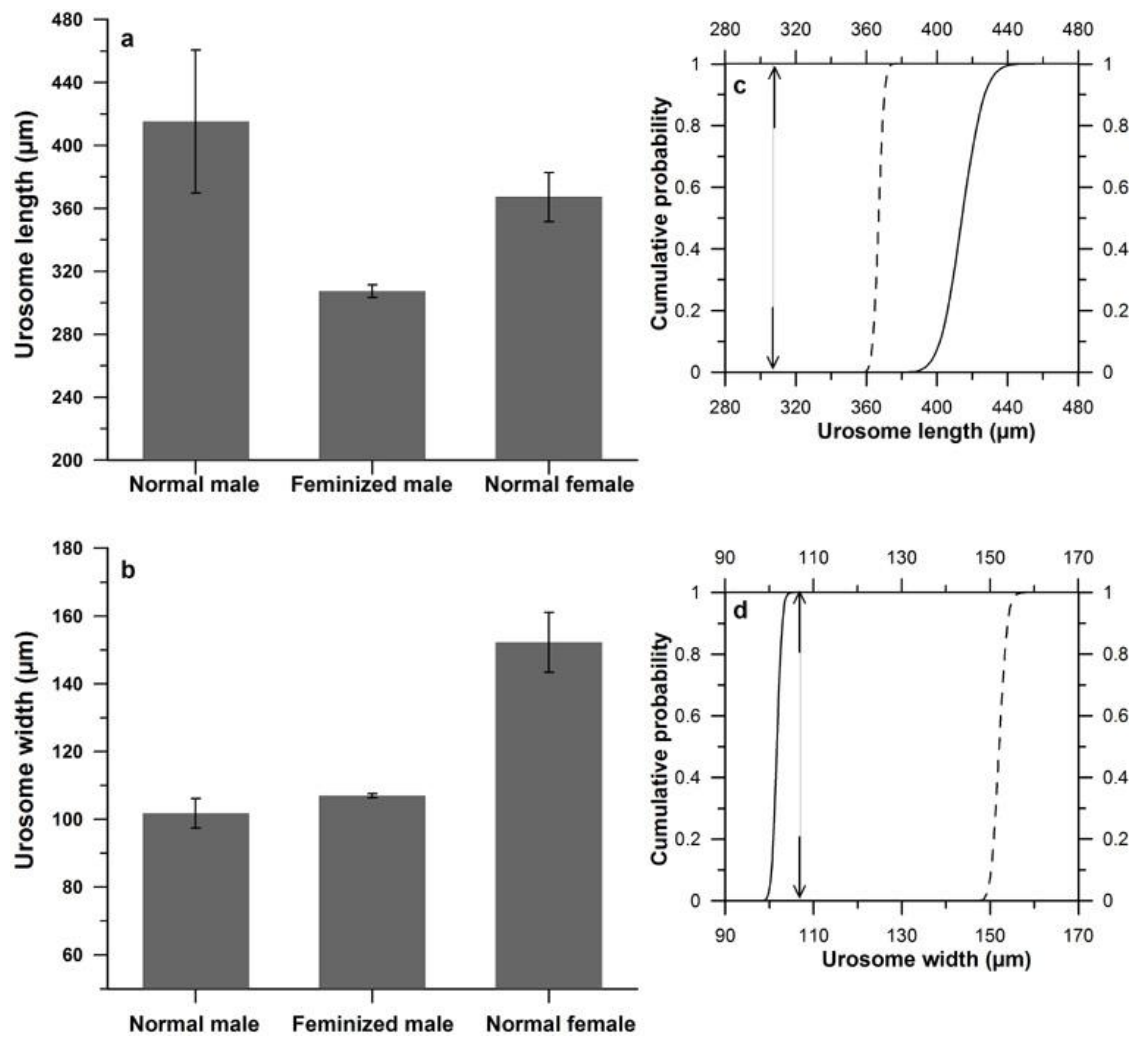 a
Urosome length (µm)
480
440
400
360
320
280
240
200
Normal male Feminized male Normal female
c
280 320 360 400 440 480
Cumulative probability
1 1
0.8 0.8
0.6 0.6
0.4 0.4
0.2 0.2
0 0
280 320 360 400 440 480
Urosome length (µm)
b
Urosome width (µm)
180
160
140
120
100
80
60
Normal male Feminized male Normal female
d
90 110 130 150 170
Cumulative probability
1 1
0.8 0.8
0.6 0.6
0.4 0.4
0.2 0.2
0 0
90 110 130 150 170
Urosome width (µm)